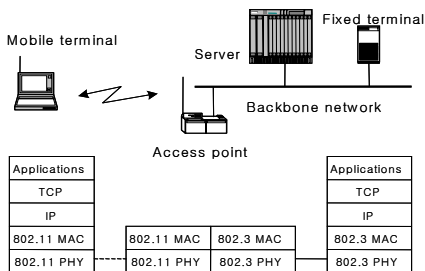 Fixed terminal
Mobile terminal
Server
Backbone network
Access point
Applications
TCP
IP
802.11 MAC
802.11 PHY
802.11 MAC 802.3 MAC
802.11 PHY 802.3 PHY
Applications
TCP
IP
802.3 MAC
802.3 PHY